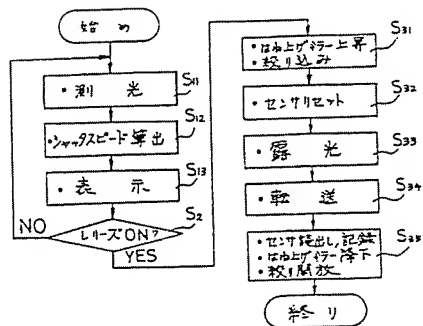 始め
・測光
S11
・シャッタスピード算出
S12
・表示
S13
レリーズON?
S2
NO
YES
・はね上げミラー上昇
・絞り込み
S31
・センサリセット
S32
・露光
S33
・転送
S34
・センサ読出し,記録
・はね上げミラー降下
・絞り開放
S35
終り